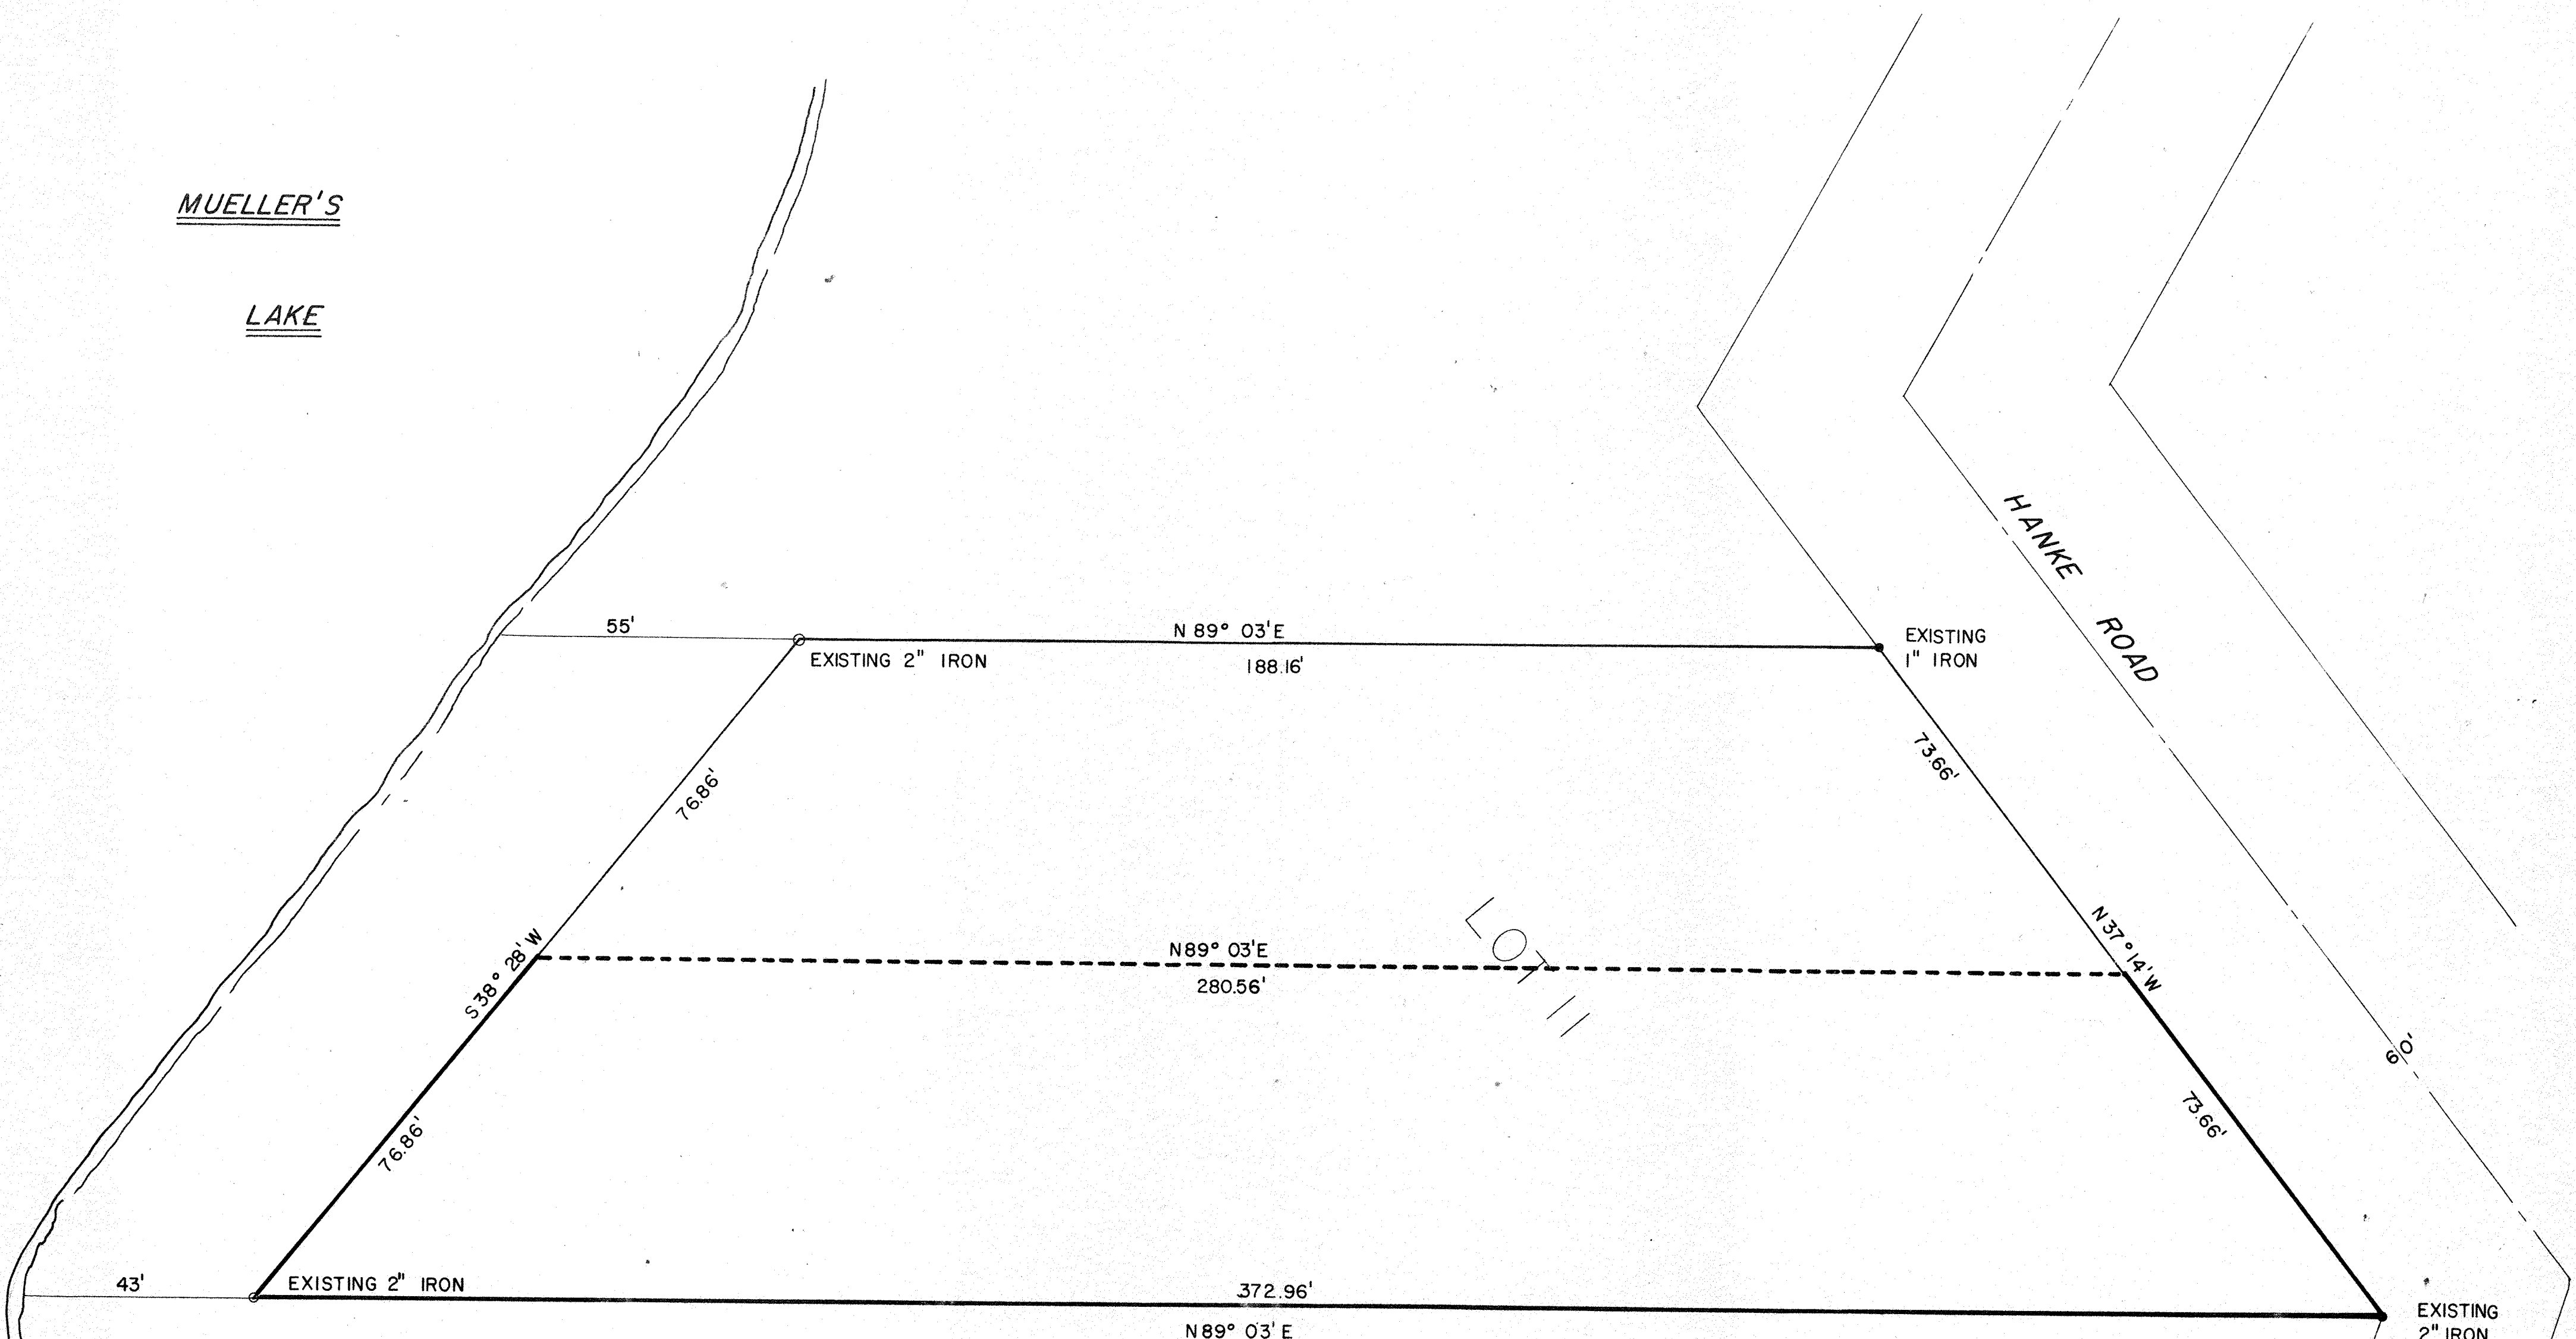 MUELLER'S
LAKE
HANKE ROAD
55'
N 89° 03'E
188.16'
EXISTING 2" IRON
EXISTING
1" IRON
76.86'
73.66'
S 38° 28' W
N 37° 14' W
N 89° 03'E
280.56'
LOT 11
60'
76.86'
73.66'
43'
EXISTING 2" IRON
372.96'
N 89° 03' E
EXISTING
2" IRON